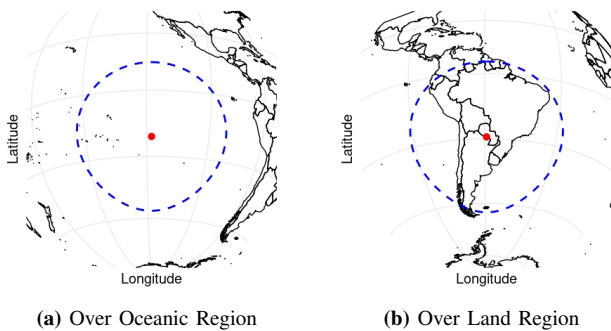 Latitude
Longitude
(a) Over Oceanic Region
Latitude
Longitude
(b) Over Land Region